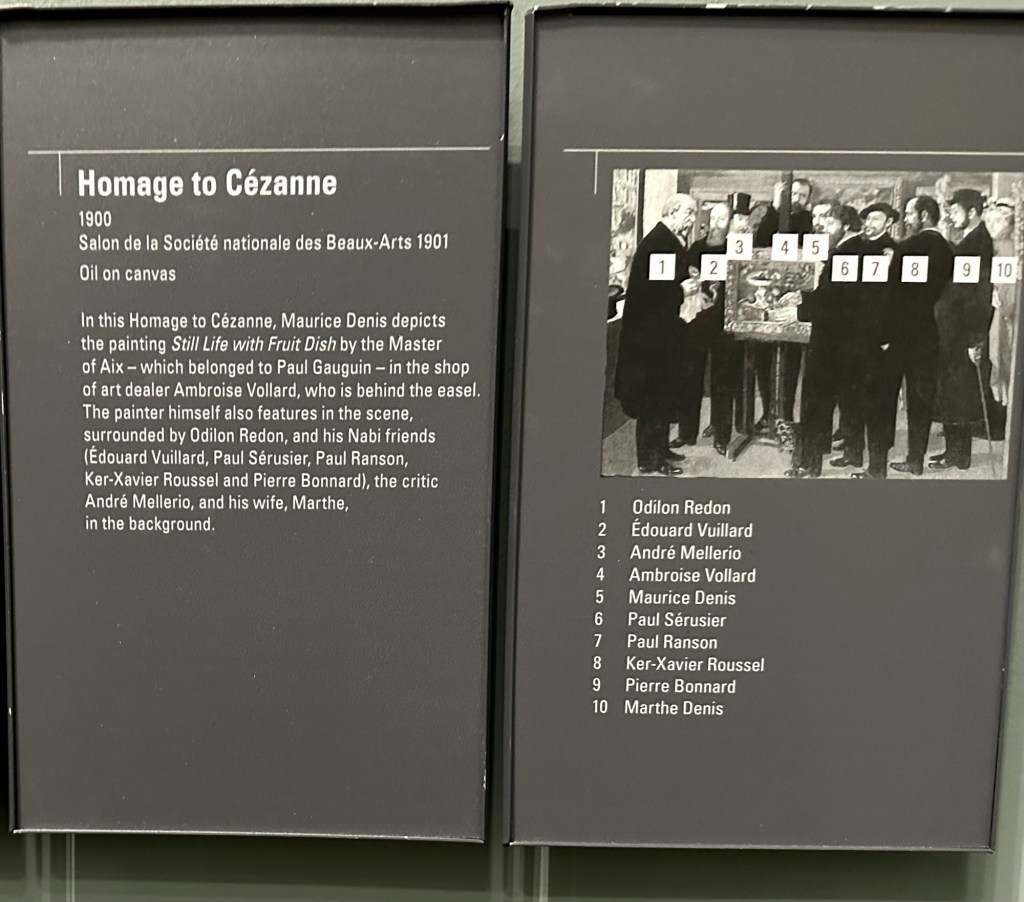 Homage to Cézanne
1900
Salon de la Société nationale des Beaux-Arts 1901
Oil on canvas
In this Homage to Cézanne, Maurice Denis depicts
the painting Still Life with Fruit Dish by the Master
of Aix – which belonged to Paul Gauguin – in the shop
of art dealer Ambroise Vollard, who is behind the easel.
The painter himself also features in the scene,
surrounded by Odilon Redon, and his Nabi friends
(Édouard Vuillard, Paul Sérusier, Paul Ranson,
Ker-Xavier Roussel and Pierre Bonnard), the critic
André Mellerio, and his wife, Marthe,
in the background.
1 2 3 4 5 6 7 8 9 10
1 Odilon Redon
2 Édouard Vuillard
3 André Mellerio
4 Ambroise Vollard
5 Maurice Denis
6 Paul Sérusier
7 Paul Ranson
8 Ker-Xavier Roussel
9 Pierre Bonnard
10 Marthe Denis